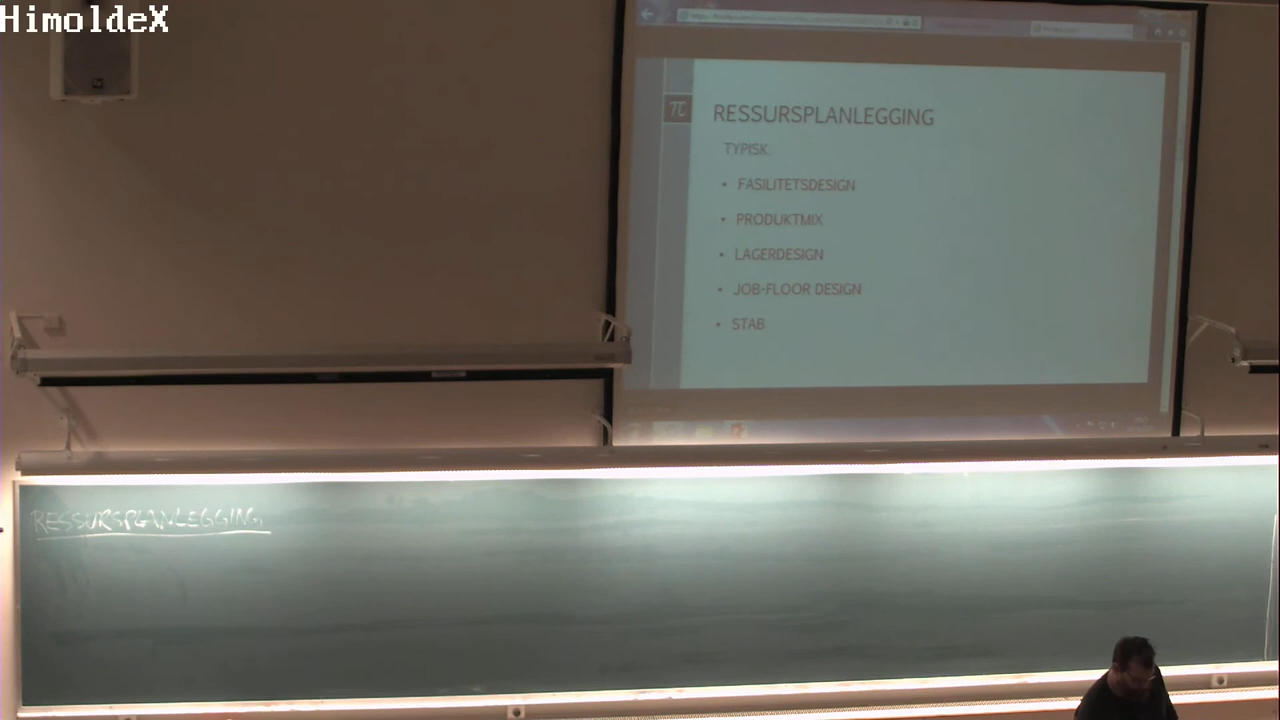 HimoldeX
π
RESSURSPLANLEGGING
TYPISK:
• FASILITETSDESIGN
• PRODUKTMIX
• LAGERDESIGN
• JOB-FLOOR DESIGN
• STAB
RESSURSPLANLEGGING